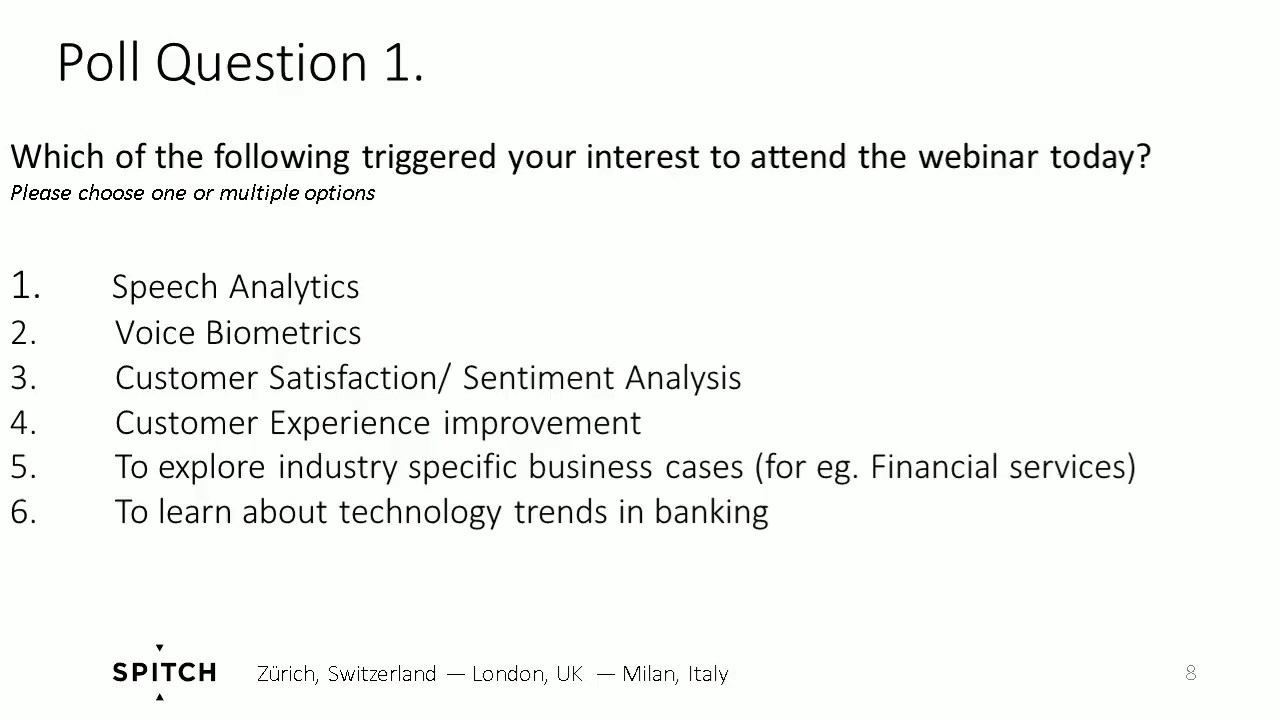 Poll Question 1.
Which of the following triggered your interest to attend the webinar today?
Please choose one or multiple options
1. Speech Analytics
2. Voice Biometrics
3. Customer Satisfaction/ Sentiment Analysis
4. Customer Experience improvement
5. To explore industry specific business cases (for eg. Financial services)
6. To learn about technology trends in banking
SPITCH Zürich, Switzerland — London, UK — Milan, Italy 8